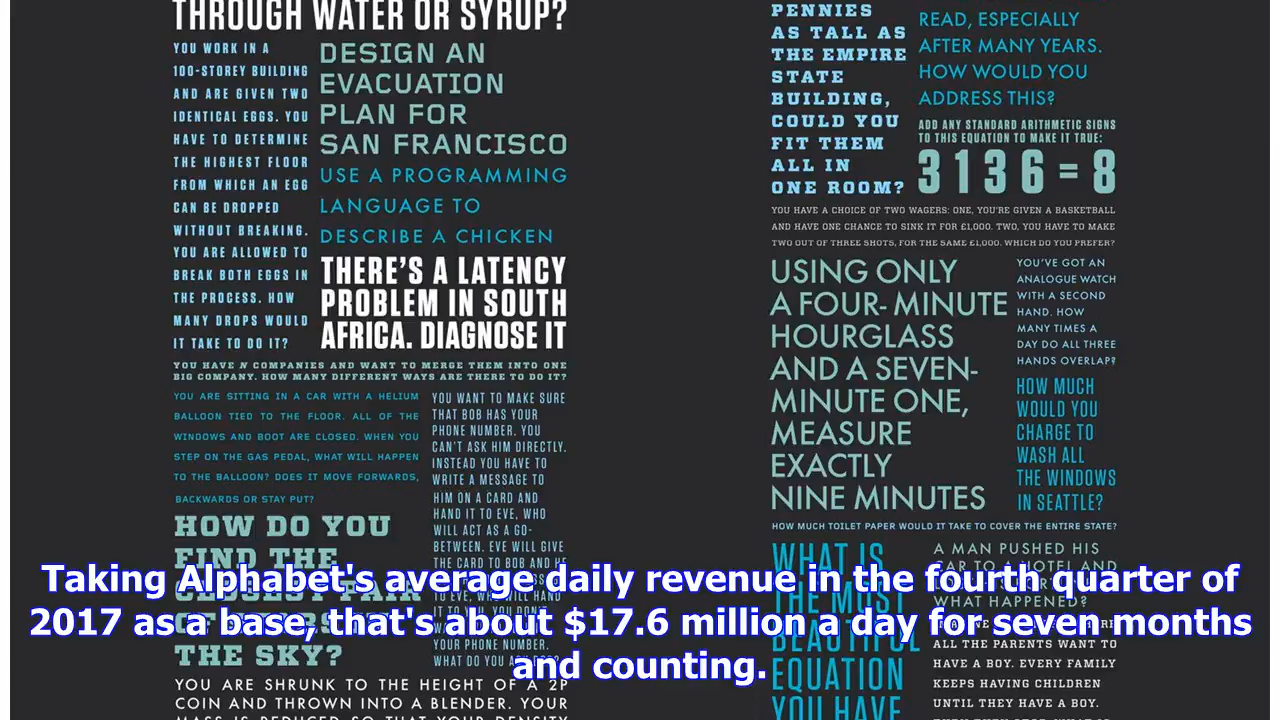 THROUGH WATER OR SYRUP?
YOU WORK IN A
100-STOREY BUILDING
AND ARE GIVEN TWO
IDENTICAL EGGS. YOU
HAVE TO DETERMINE
THE HIGHEST FLOOR
FROM WHICH AN EGG
CAN BE DROPPED
WITHOUT BREAKING.
YOU ARE ALLOWED TO
BREAK BOTH EGGS IN
THE PROCESS. HOW
MANY DROPS WOULD
IT TAKE TO DO IT?
DESIGN AN
EVACUATION
PLAN FOR
SAN FRANCISCO
USE A PROGRAMMING
LANGUAGE TO
DESCRIBE A CHICKEN
THERE'S A LATENCY
PROBLEM IN SOUTH
AFRICA. DIAGNOSE IT
YOU HAVE N COMPANIES AND WANT TO MERGE THEM INTO ONE
BIG COMPANY. HOW MANY DIFFERENT WAYS ARE THERE TO DO IT?
YOU ARE SITTING IN A CAR WITH A HELIUM
BALLOON TIED TO THE FLOOR. ALL OF THE
WINDOWS AND BOOT ARE CLOSED. WHEN YOU
STEP ON THE GAS PEDAL, WHAT WILL HAPPEN
TO THE BALLOON? DOES IT MOVE FORWARDS,
BACKWARDS OR STAY PUT?
HOW DO YOU
FIND THE
THE SKY?
YOU WANT TO MAKE SURE
THAT BOB HAS YOUR
PHONE NUMBER. YOU
CAN'T ASK HIM DIRECTLY.
INSTEAD YOU HAVE TO
WRITE A MESSAGE TO
HIM ON A CARD AND
HAND IT TO EVE, WHO
WILL ACT AS A GO-
BETWEEN. EVE WILL GIVE
THE CARD TO BOB AND HE
YOUR PHONE NUMBER.
WHAT DO YOU
YOU ARE SHRUNK TO THE HEIGHT OF A 2P
COIN AND THROWN INTO A BLENDER. YOUR
MASS IS REDUCED SO THAT YOUR DENSITY
PENNIES
AS TALL AS
THE EMPIRE
STATE
BUILDING,
COULD YOU
FIT THEM
ALL IN
ONE ROOM?
READ, ESPECIALLY
AFTER MANY YEARS.
HOW WOULD YOU
ADDRESS THIS?
ADD ANY STANDARD ARITHMETIC SIGNS
TO THIS EQUATION TO MAKE IT TRUE:
3 1 3 6 = 8
YOU HAVE A CHOICE OF TWO WAGERS: ONE, YOU'RE GIVEN A BASKETBALL
AND HAVE ONE CHANCE TO SINK IT FOR £1,000. TWO, YOU HAVE TO MAKE
TWO OUT OF THREE SHOTS, FOR THE SAME £1,000. WHICH DO YOU PREFER?
USING ONLY
A FOUR-MINUTE
HOURGLASS
AND A SEVEN-
MINUTE ONE,
MEASURE
EXACTLY
NINE MINUTES
YOU'VE GOT AN
ANALOGUE WATCH
WITH A SECOND
HAND. HOW
MANY TIMES A
DAY DO ALL THREE
HANDS OVERLAP?
HOW MUCH
WOULD YOU
CHARGE TO
WASH ALL
THE WINDOWS
IN SEATTLE?
HOW MUCH TOILET PAPER WOULD IT TAKE TO COVER THE ENTIRE STATE?
WHAT IS
THE MOST
BEAUTIFUL
EQUATION
YOU HAVE
A MAN PUSHED HIS
CAR TO A HOTEL AND
WHAT HAPPENED?
ALL THE PARENTS WANT TO
HAVE A BOY. EVERY FAMILY
KEEPS HAVING CHILDREN
UNTIL THEY HAVE A BOY.
Taking Alphabet's average daily revenue in the fourth quarter of
2017 as a base, that's about $17.6 million a day for seven months
and counting.